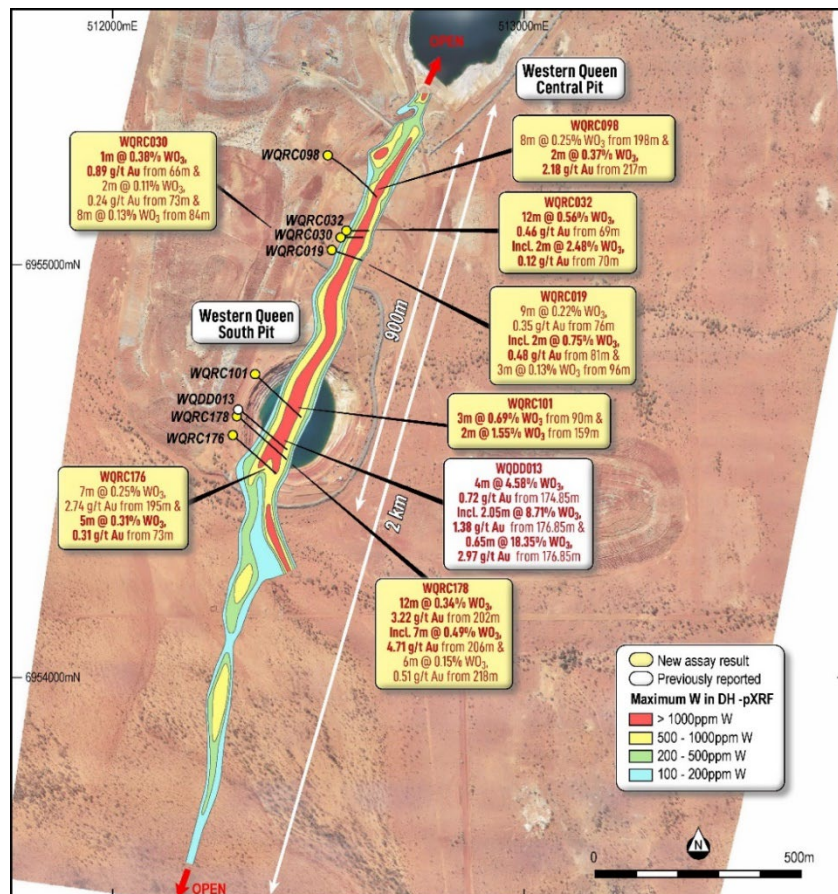 512000mE
513000mE
OPEN
Western Queen
Central Pit
WQRC030
1m @ 0.38% WO₃,
0.89 g/t Au from 66m &
2m @ 0.11% WO₃,
0.24 g/t Au from 73m &
8m @ 0.13% WO₃ from 84m
WQRC098
WQRC098
8m @ 0.25% WO₃ from 198m &
2m @ 0.37% WO₃,
2.18 g/t Au from 217m
WQRC032
WQRC030
WQRC019
WQRC032
12m @ 0.56% WO₃,
0.46 g/t Au from 69m
Incl. 2m @ 2.48% WO₃,
0.12 g/t Au from 70m
6955000mN
Western Queen
South Pit
900m
WQRC019
9m @ 0.22% WO₃,
0.35 g/t Au from 76m
Incl. 2m @ 0.75% WO₃,
0.48 g/t Au from 81m &
3m @ 0.13% WO₃ from 96m
WQRC101
WQDD013
WQRC178
WQRC176
WQRC101
3m @ 0.69% WO₃ from 90m &
2m @ 1.55% WO₃ from 159m
WQRC176
7m @ 0.25% WO₃,
2.74 g/t Au from 195m &
5m @ 0.31% WO₃,
0.31 g/t Au from 73m
2 km
WQDD013
4m @ 4.58% WO₃,
0.72 g/t Au from 174.85m
Incl. 2.05m @ 8.71% WO₃,
1.38 g/t Au from 176.85m &
0.65m @ 18.35% WO₃,
2.97 g/t Au from 176.85m
WQRC178
12m @ 0.34% WO₃,
3.22 g/t Au from 202m
Incl. 7m @ 0.49% WO₃,
4.71 g/t Au from 206m &
6m @ 0.15% WO₃,
0.51 g/t Au from 218m
6954000mN
New assay result
Previously reported
Maximum W in DH -pXRF
> 1000ppm W
500 - 1000ppm W
200 - 500ppm W
100 - 200ppm W
N
0
500m
OPEN